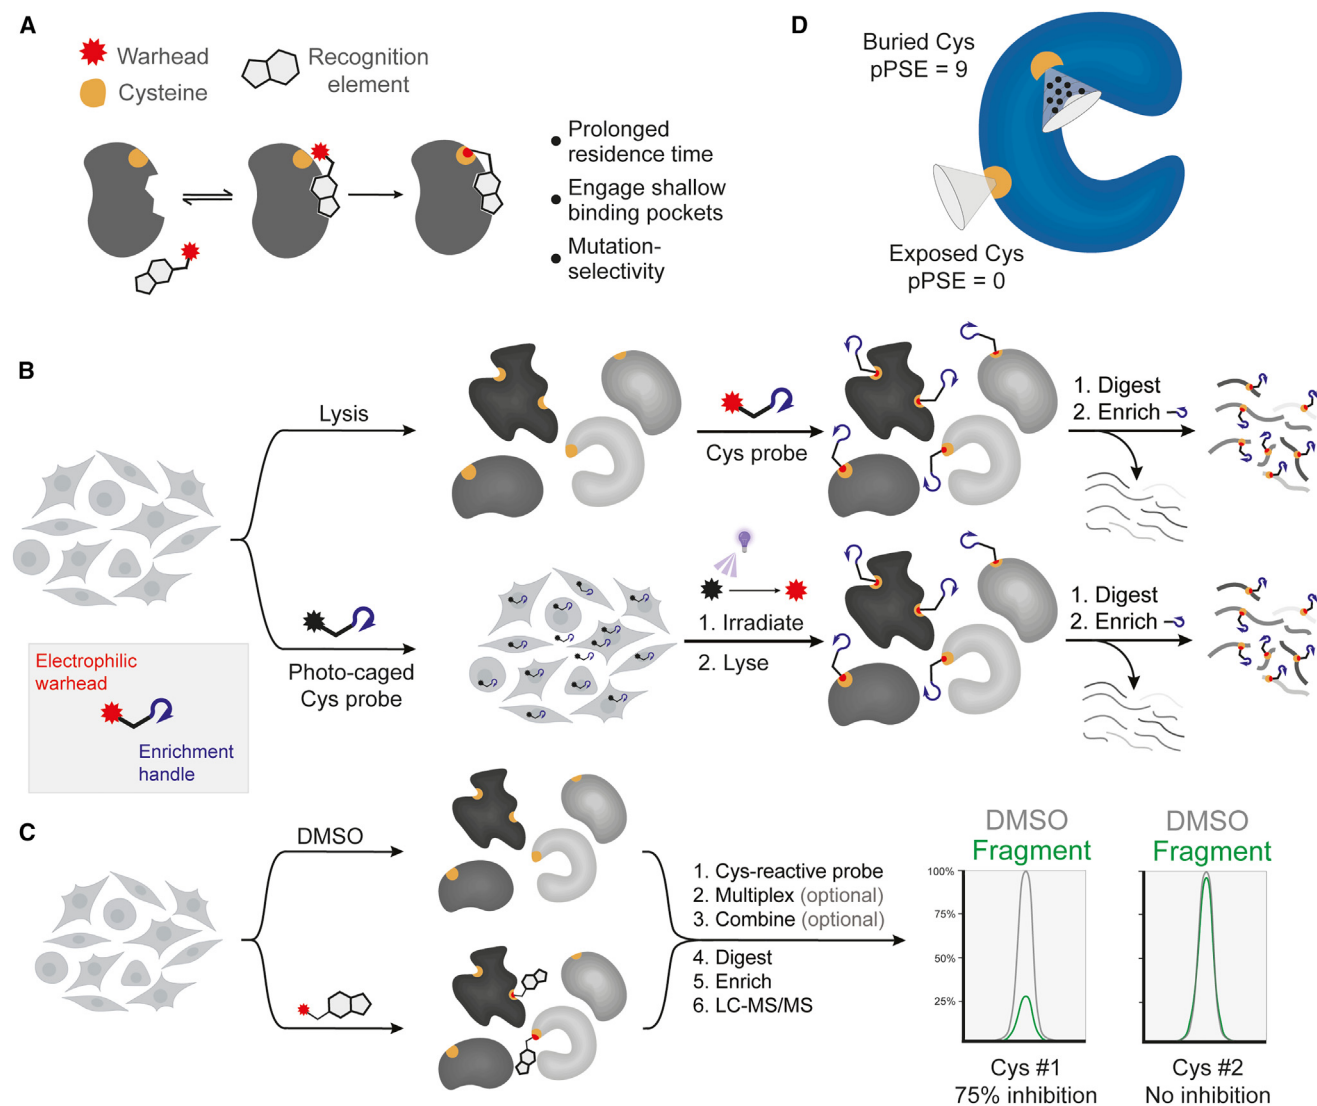 A
Warhead
Cysteine
Recognition
element
Prolonged
residence time
Engage shallow
binding pockets
Mutation-
selectivity
D
Buried Cys
pPSE = 9
Exposed Cys
pPSE = 0
B
Lysis
Cys probe
1. Digest
2. Enrich
Photo-caged
Cys probe
1. Irradiate
2. Lyse
1. Digest
2. Enrich
Electrophilic
warhead
Enrichment
handle
C
DMSO
1. Cys-reactive probe
2. Multiplex (optional)
3. Combine (optional)
4. Digest
5. Enrich
6. LC-MS/MS
DMSO
Fragment
100%
75%
50%
25%
Cys #1
75% inhibition
DMSO
Fragment
Cys #2
No inhibition